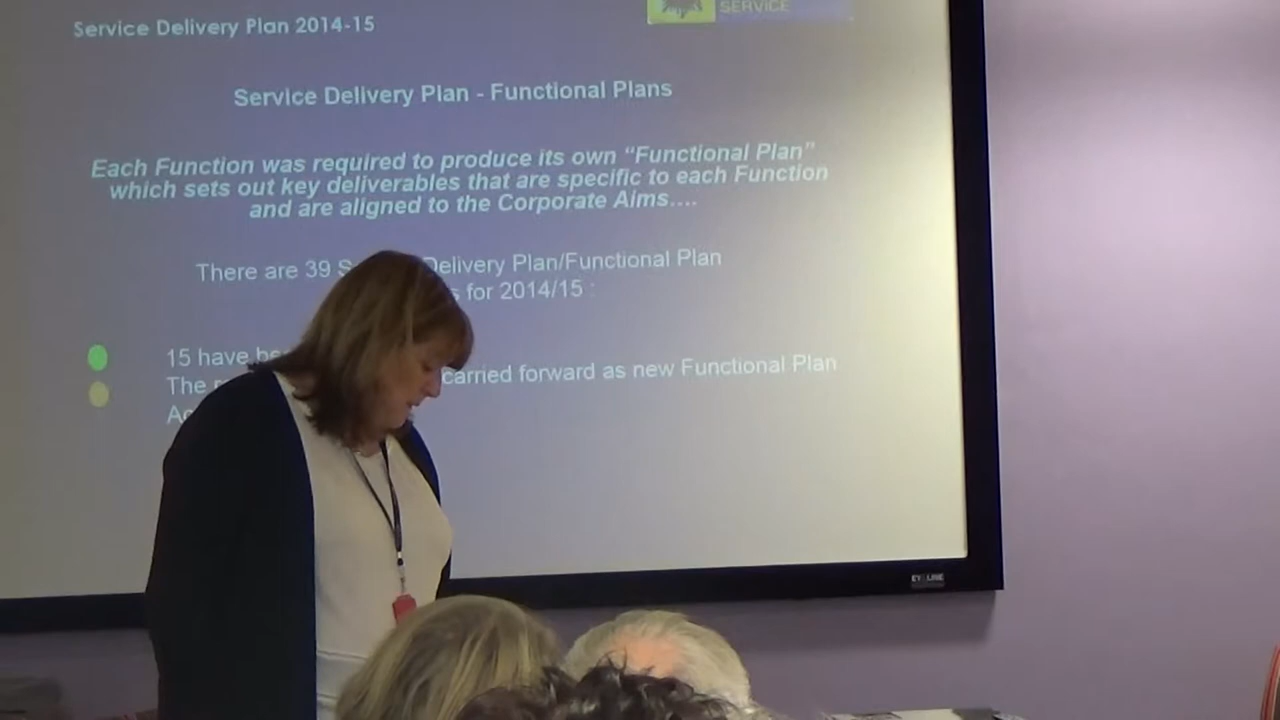 SERVICE
Service Delivery Plan 2014-15
Service Delivery Plan - Functional Plans
Each Function was required to produce its own “Functional Plan”
which sets out key deliverables that are specific to each Function
and are aligned to the Corporate Aims....
There are 39 Delivery Plan/Functional Plan
for 2014/15 :
15 have
The carried forward as new Functional Plan
EYELINE